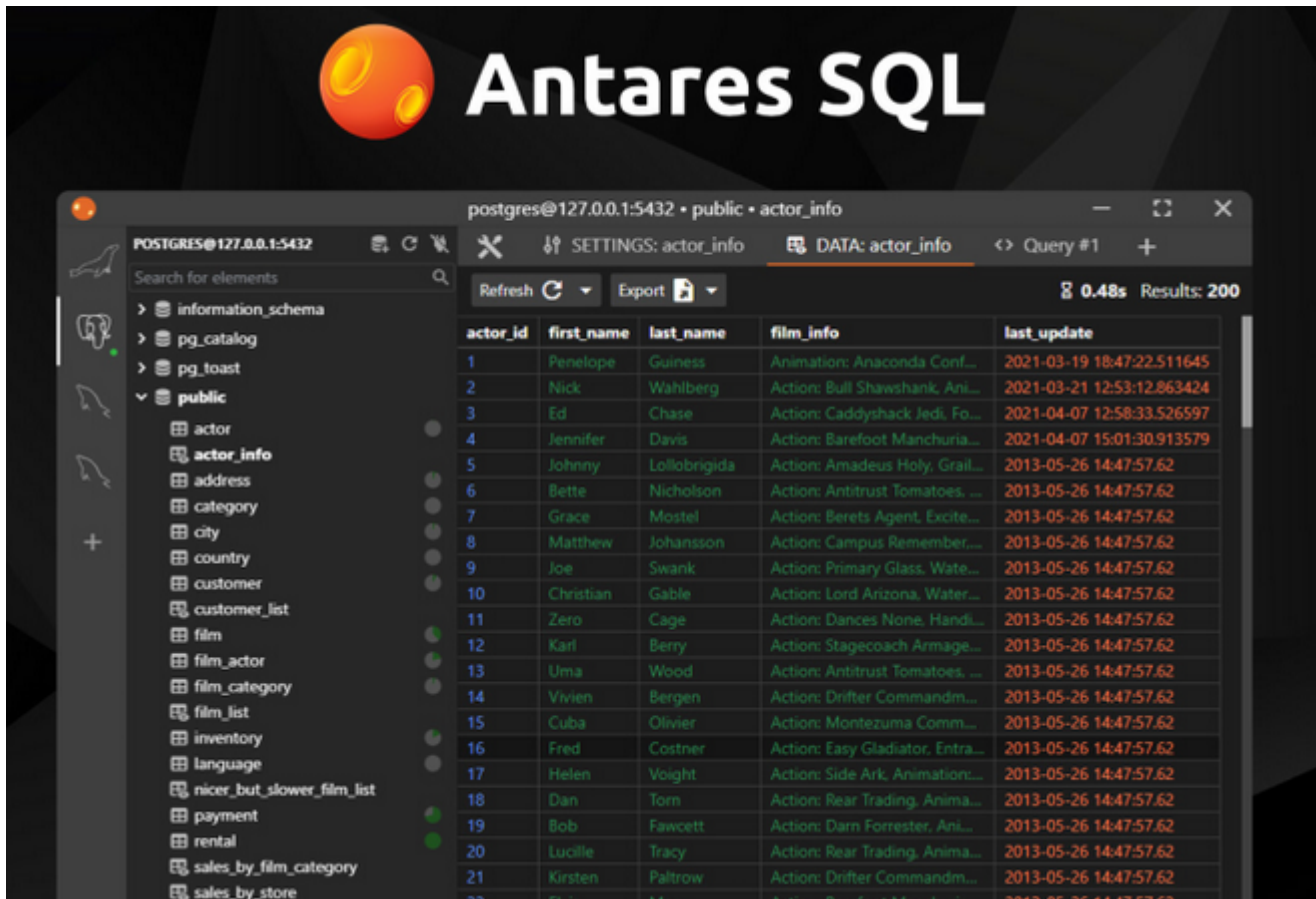 Antares SQL
postgres@127.0.0.1:5432 • public • actor_info
POSTGRES@127.0.0.1:5432
Search for elements
information_schema
pg_catalog
pg_toast
public
actor
actor_info
address
category
city
country
customer
customer_list
film
film_actor
film_category
film_list
inventory
language
nicer_but_slower_film_list
payment
rental
sales_by_film_category
sales_by_store
SETTINGS: actor_info DATA: actor_info Query #1
Refresh Export 0.48s Results: 200
actor_id first_name last_name film_info last_update
1 Penelope Guiness Animation: Anaconda Conf... 2021-03-19 18:47:22.511645
2 Nick Wahlberg Action: Bull Shawshank, Ani... 2021-03-21 12:53:12.863424
3 Ed Chase Action: Caddyshack Jedi, Fo... 2021-04-07 12:58:33.526597
4 Jennifer Davis Action: Barefoot Manchuria... 2021-04-07 15:01:30.913579
5 Johnny Lollobrigida Action: Amadeus Holy, Grail... 2013-05-26 14:47:57.62
6 Bette Nicholson Action: Antitrust Tomatoes, ... 2013-05-26 14:47:57.62
7 Grace Mostel Action: Berets Agent, Excite... 2013-05-26 14:47:57.62
8 Matthew Johansson Action: Campus Remember,... 2013-05-26 14:47:57.62
9 Joe Swank Action: Primary Glass, Wate... 2013-05-26 14:47:57.62
10 Christian Gable Action: Lord Arizona, Water... 2013-05-26 14:47:57.62
11 Zero Cage Action: Dances None, Handi... 2013-05-26 14:47:57.62
12 Karl Berry Action: Stagecoach Armage... 2013-05-26 14:47:57.62
13 Uma Wood Action: Antitrust Tomatoes, ... 2013-05-26 14:47:57.62
14 Vivien Bergen Action: Drifter Commandm... 2013-05-26 14:47:57.62
15 Cuba Olivier Action: Montezuma Comm... 2013-05-26 14:47:57.62
16 Fred Costner Action: Easy Gladiator, Entra... 2013-05-26 14:47:57.62
17 Helen Voight Action: Side Ark, Animation:... 2013-05-26 14:47:57.62
18 Dan Torn Action: Rear Trading, Anima... 2013-05-26 14:47:57.62
19 Bob Fawcett Action: Darn Forrester, Ani... 2013-05-26 14:47:57.62
20 Lucille Tracy Action: Rear Trading, Anima... 2013-05-26 14:47:57.62
21 Kirsten Paltrow Action: Drifter Commandm... 2013-05-26 14:47:57.62